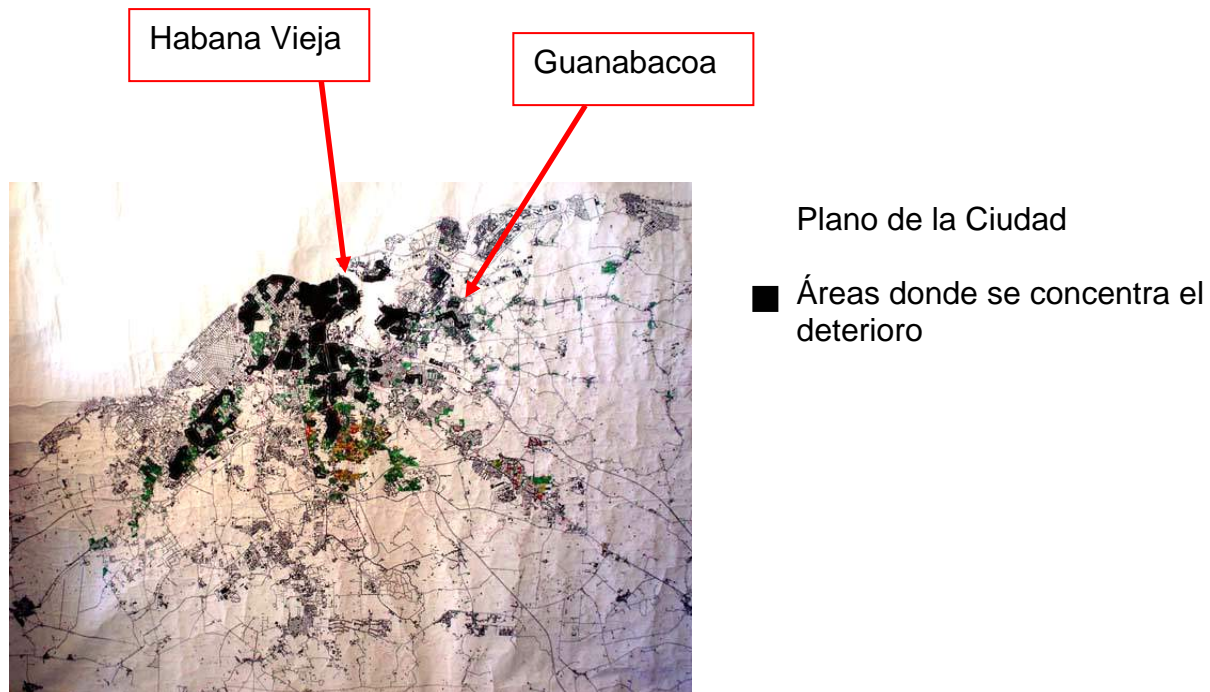 Habana Vieja
Guanabacoa
Plano de la Ciudad
Áreas donde se concentra el
deterioro